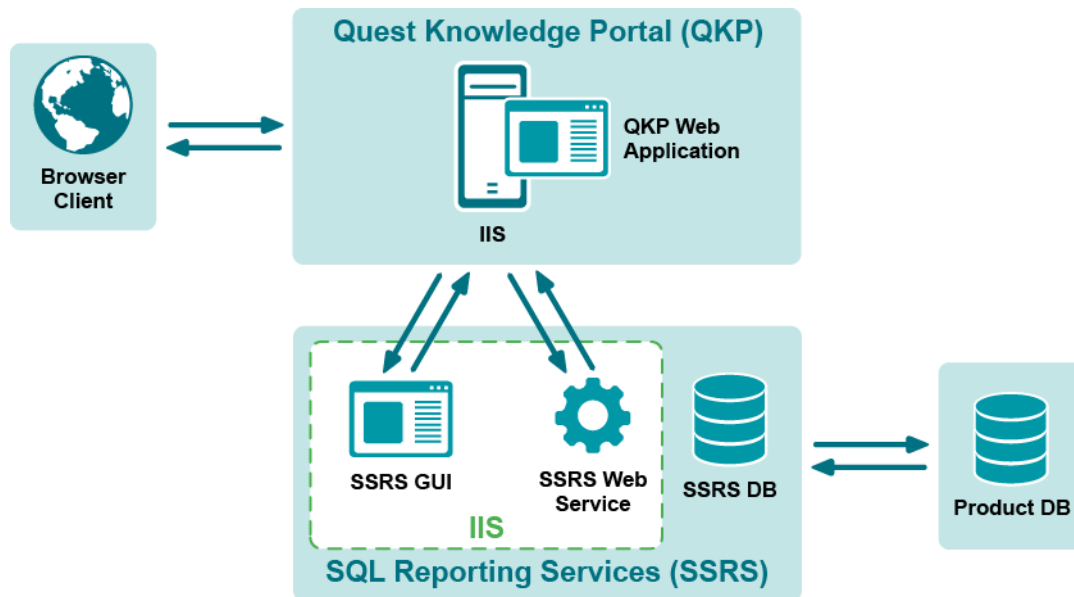 Quest Knowledge Portal (QKP)
Browser
Client
QKP Web
Application
IIS
SSRS GUI
SSRS Web
Service
IIS
SSRS DB
Product DB
SQL Reporting Services (SSRS)